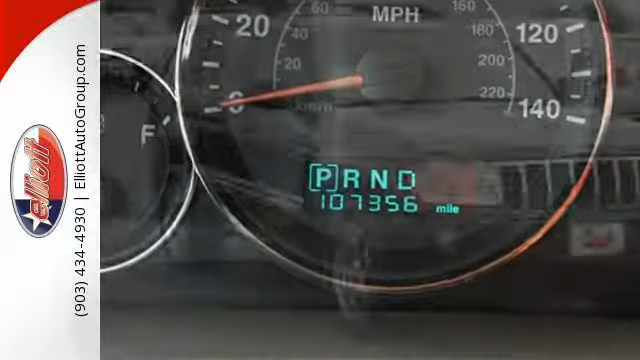 elliott
(903) 434-4930 | ElliottAutoGroup.com
F
MPH
0 20 120 140
20 40 60 160 180 200 220
km/h
P R N D
107356 mile